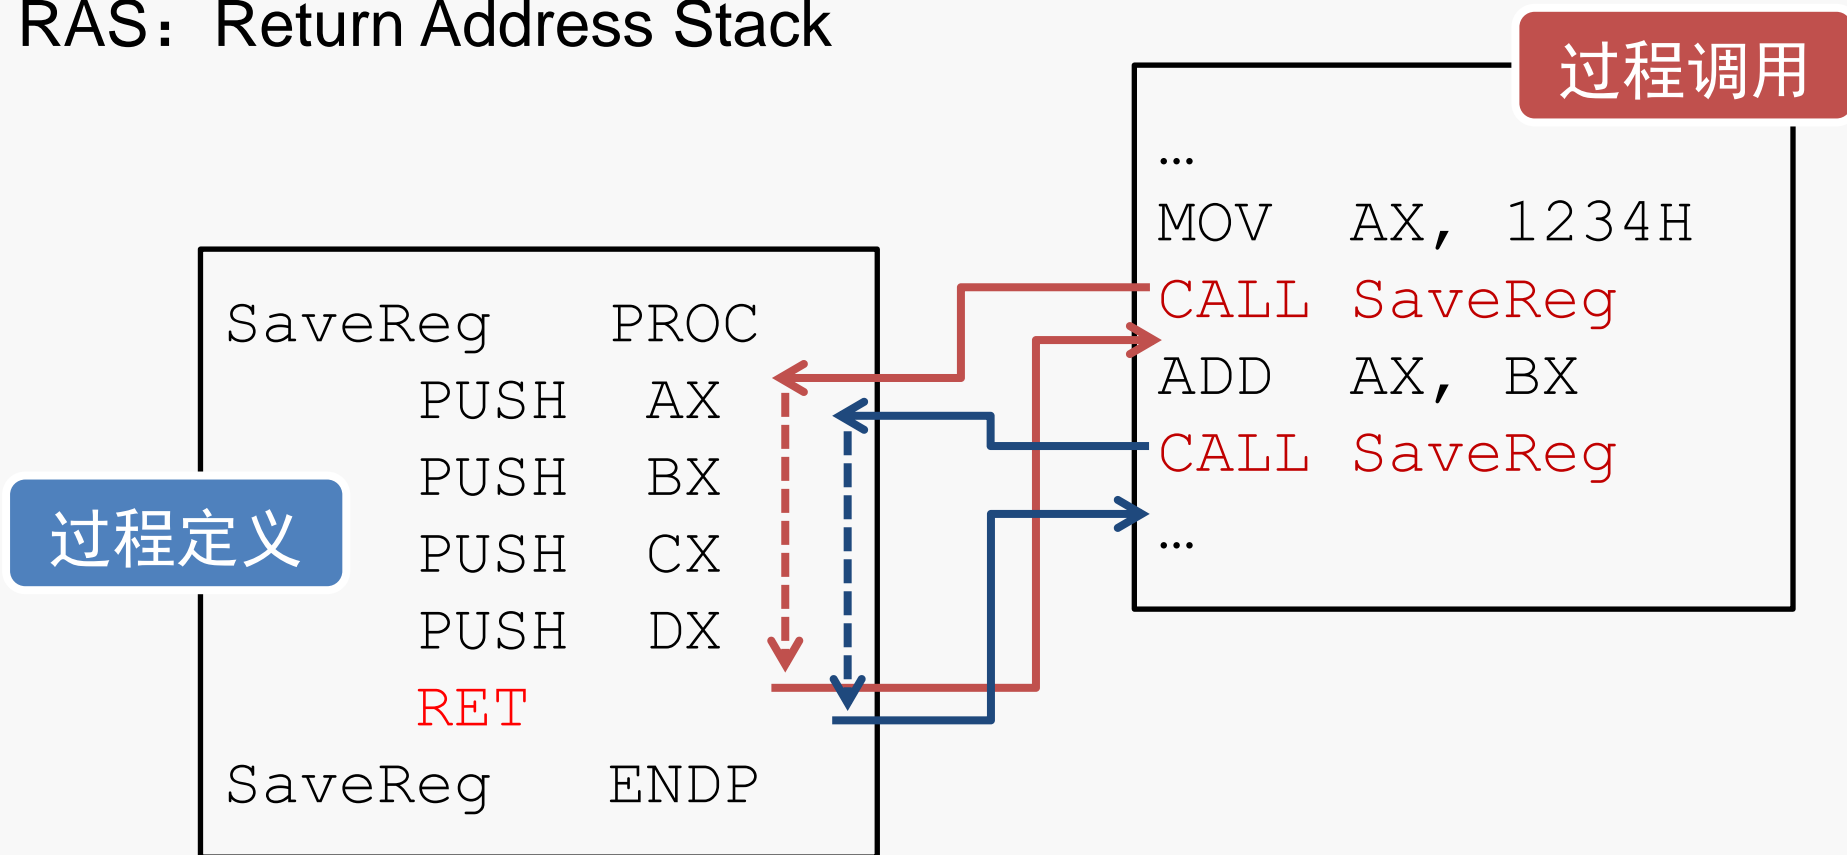 RAS：Return Address Stack
过程调用
…
MOV AX, 1234H
CALL SaveReg
ADD AX, BX
CALL SaveReg
…
过程定义
SaveReg PROC
PUSH AX
PUSH BX
PUSH CX
PUSH DX
RET
SaveReg ENDP